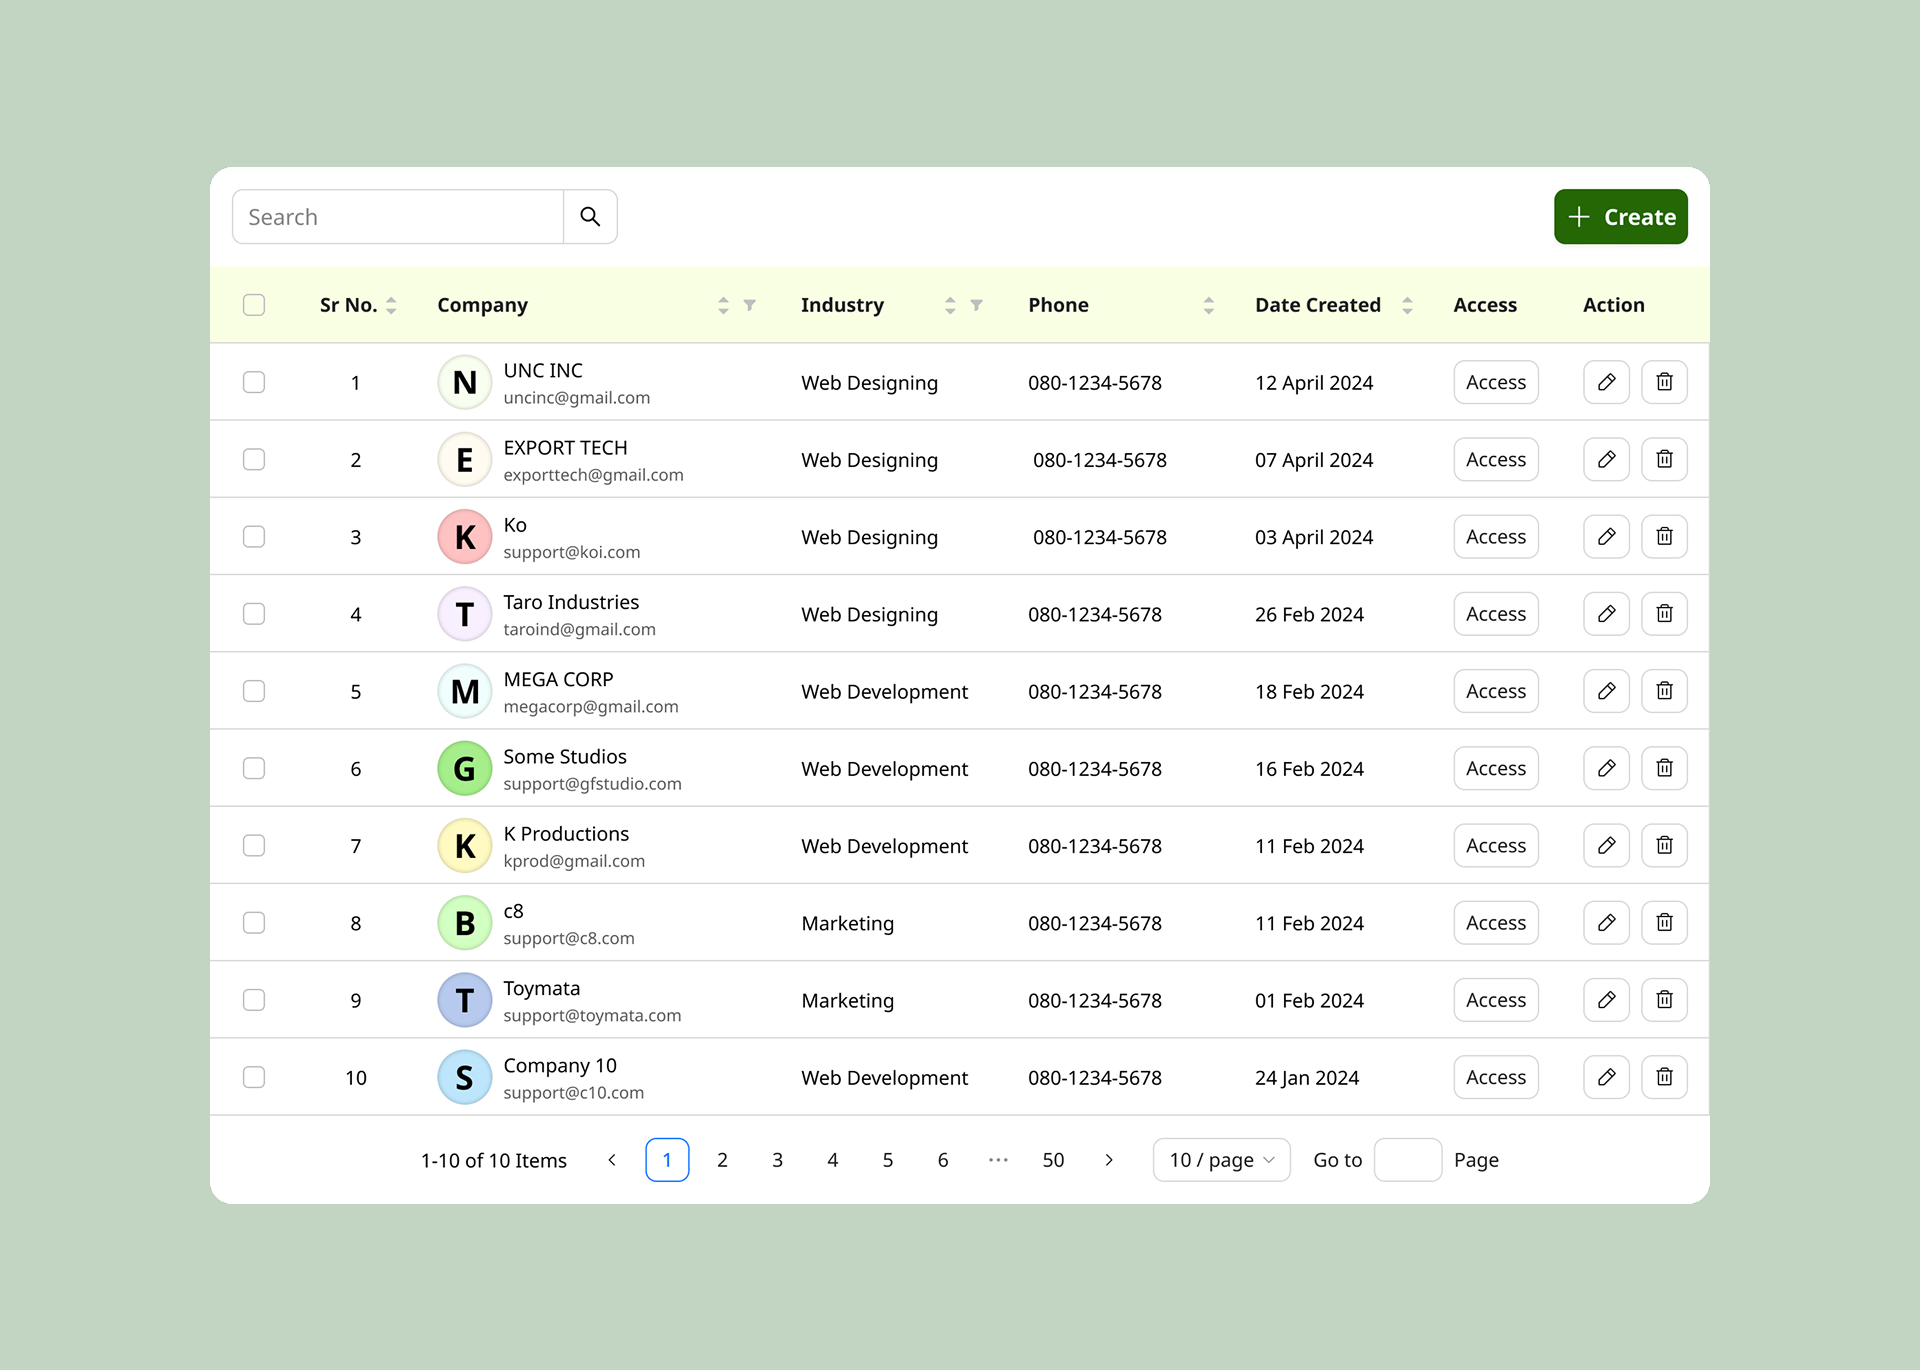 Search
Create
Sr No. Company Industry Phone Date Created Access Action
1 N UNC INC Web Designing 080-1234-5678 12 April 2024 Access
uncinc@gmail.com
2 E EXPORT TECH Web Designing 080-1234-5678 07 April 2024 Access
exporttech@gmail.com
3 K Ko Web Designing 080-1234-5678 03 April 2024 Access
support@koi.com
4 T Taro Industries Web Designing 080-1234-5678 26 Feb 2024 Access
taroind@gmail.com
5 M MEGA CORP Web Development 080-1234-5678 18 Feb 2024 Access
megacorp@gmail.com
6 G Some Studios Web Development 080-1234-5678 16 Feb 2024 Access
support@gfstudio.com
7 K K Productions Web Development 080-1234-5678 11 Feb 2024 Access
kprod@gmail.com
8 B c8 Marketing 080-1234-5678 11 Feb 2024 Access
support@c8.com
9 T Toymata Marketing 080-1234-5678 01 Feb 2024 Access
support@toymata.com
10 S Company 10 Web Development 080-1234-5678 24 Jan 2024 Access
support@c10.com
1-10 of 10 Items 1 2 3 4 5 6 ••• 50 10 / page Go to Page